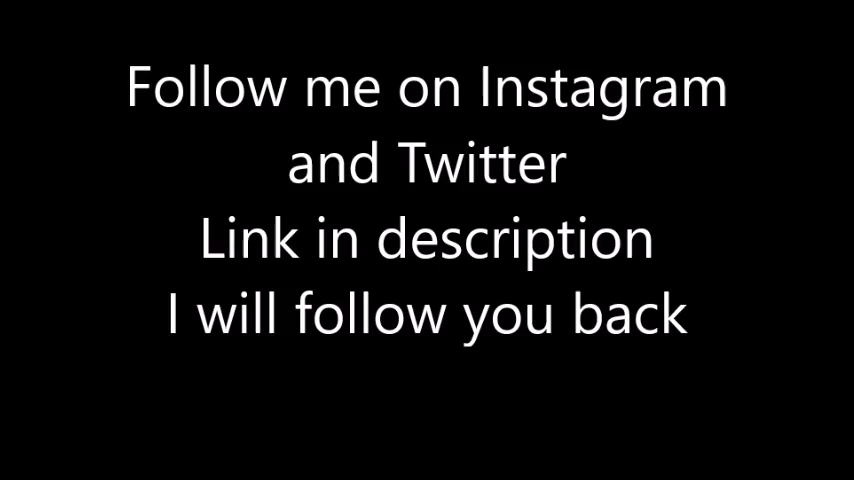 Follow me on Instagram
and Twitter
Link in description
I will follow you back